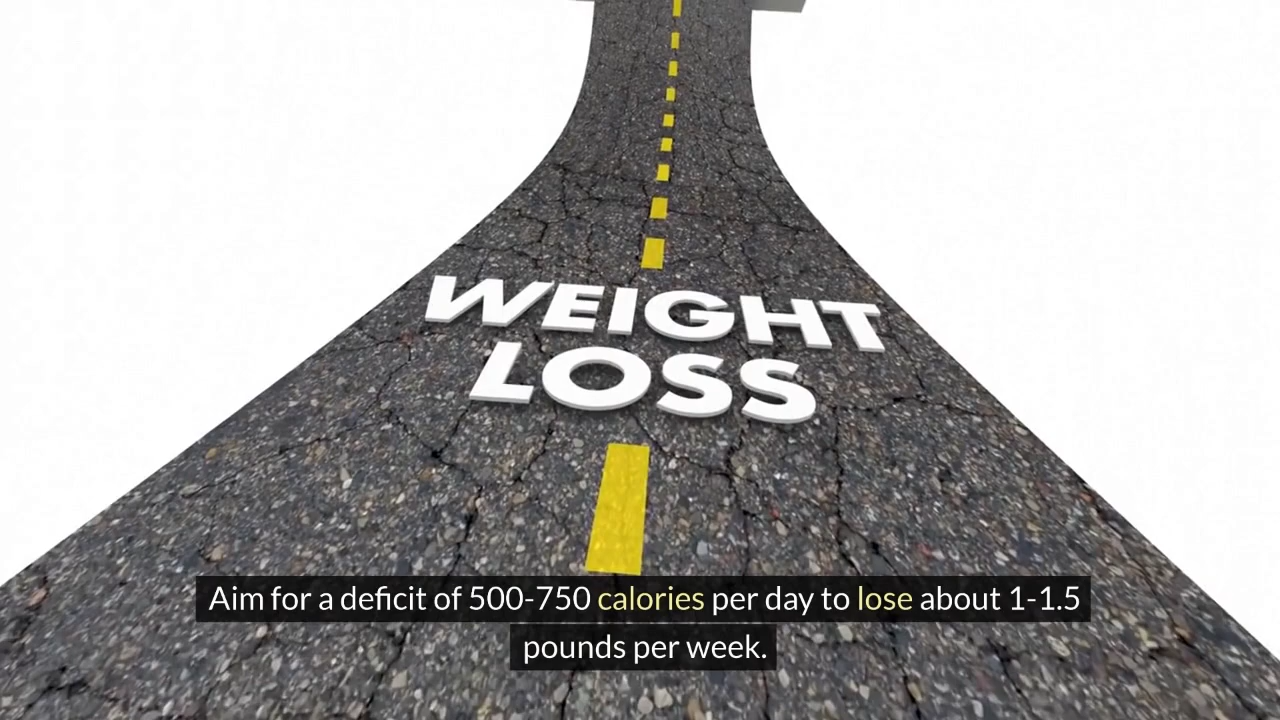 WEIGHT
LOSS
Aim for a deficit of 500-750 calories per day to lose about 1-1.5
pounds per week.